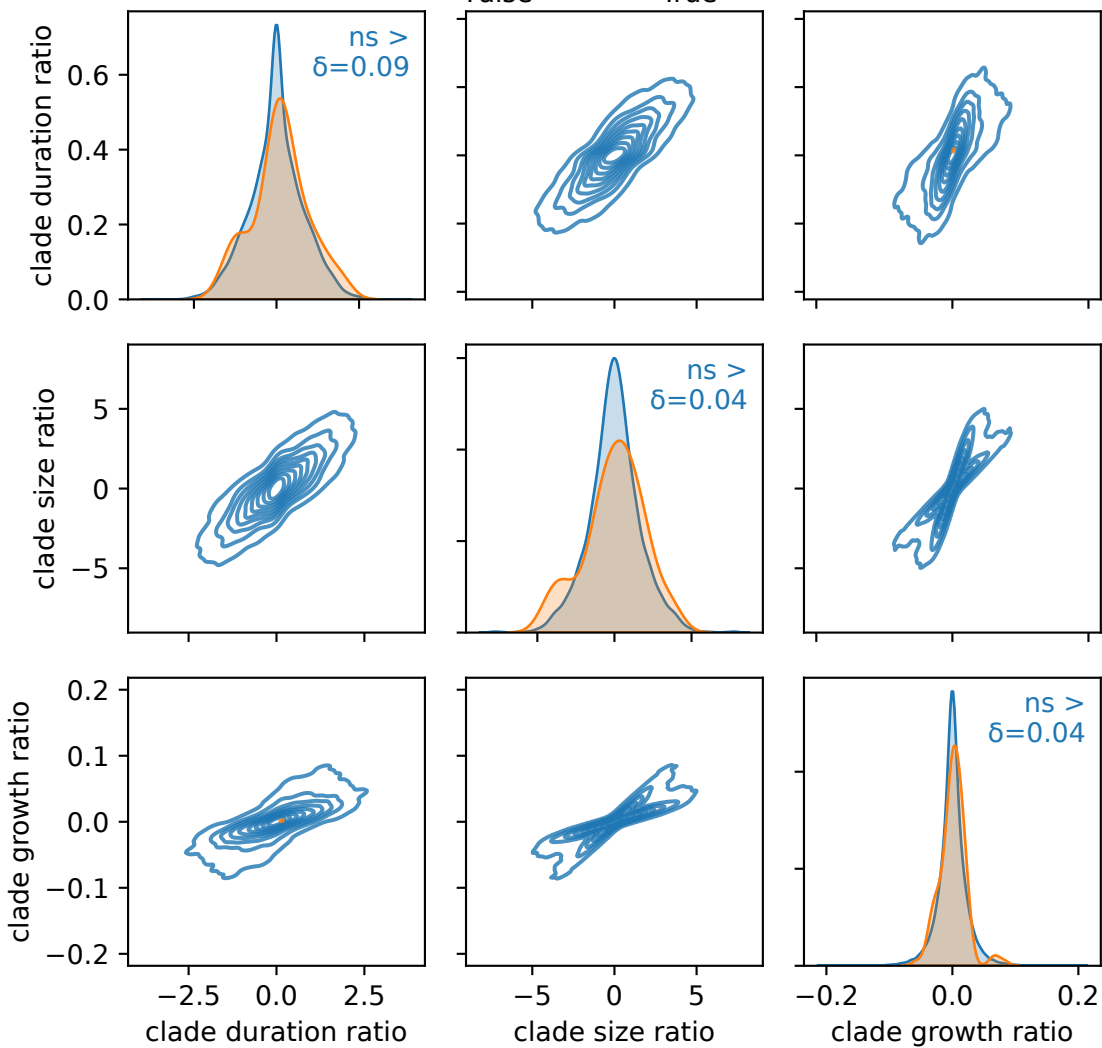 clade duration ratio
0.6
0.4
0.2
0.0
ns >
δ=0.09
clade size ratio
5
0
−5
ns >
δ=0.04
clade growth ratio
0.2
0.1
0.0
−0.1
−0.2
ns >
δ=0.04
−2.5 0.0 2.5
−5 0 5
−0.2 0.0 0.2
clade duration ratio
clade size ratio
clade growth ratio